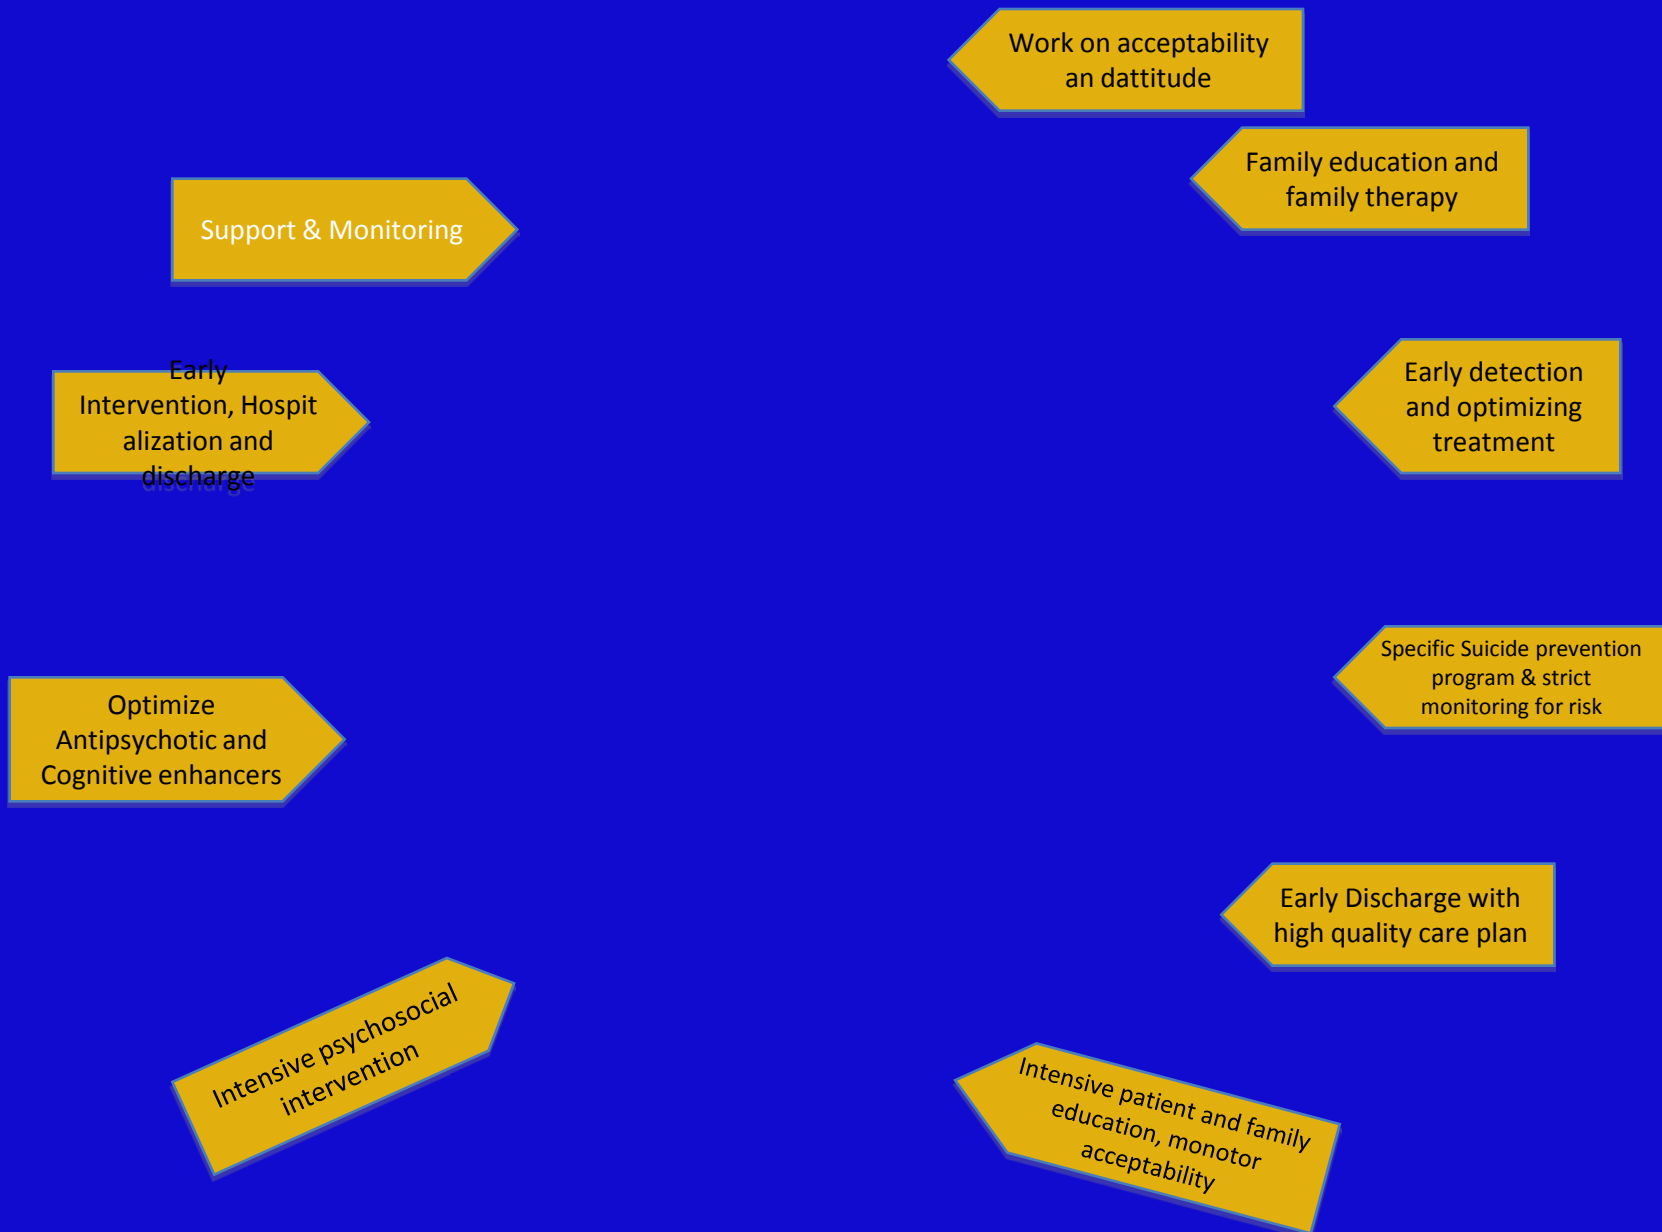 Work on acceptability
an dattitude
Family education and
family therapy
Support & Monitoring
Early
Intervention, Hospit
alization and
discharge
Early detection
and optimizing
treatment
Specific Suicide prevention
program & strict
monitoring for risk
Optimize
Antipsychotic and
Cognitive enhancers
Early Discharge with
high quality care plan
Intensive psychosocial
intervention
Intensive patient and family
education, monotor
acceptability